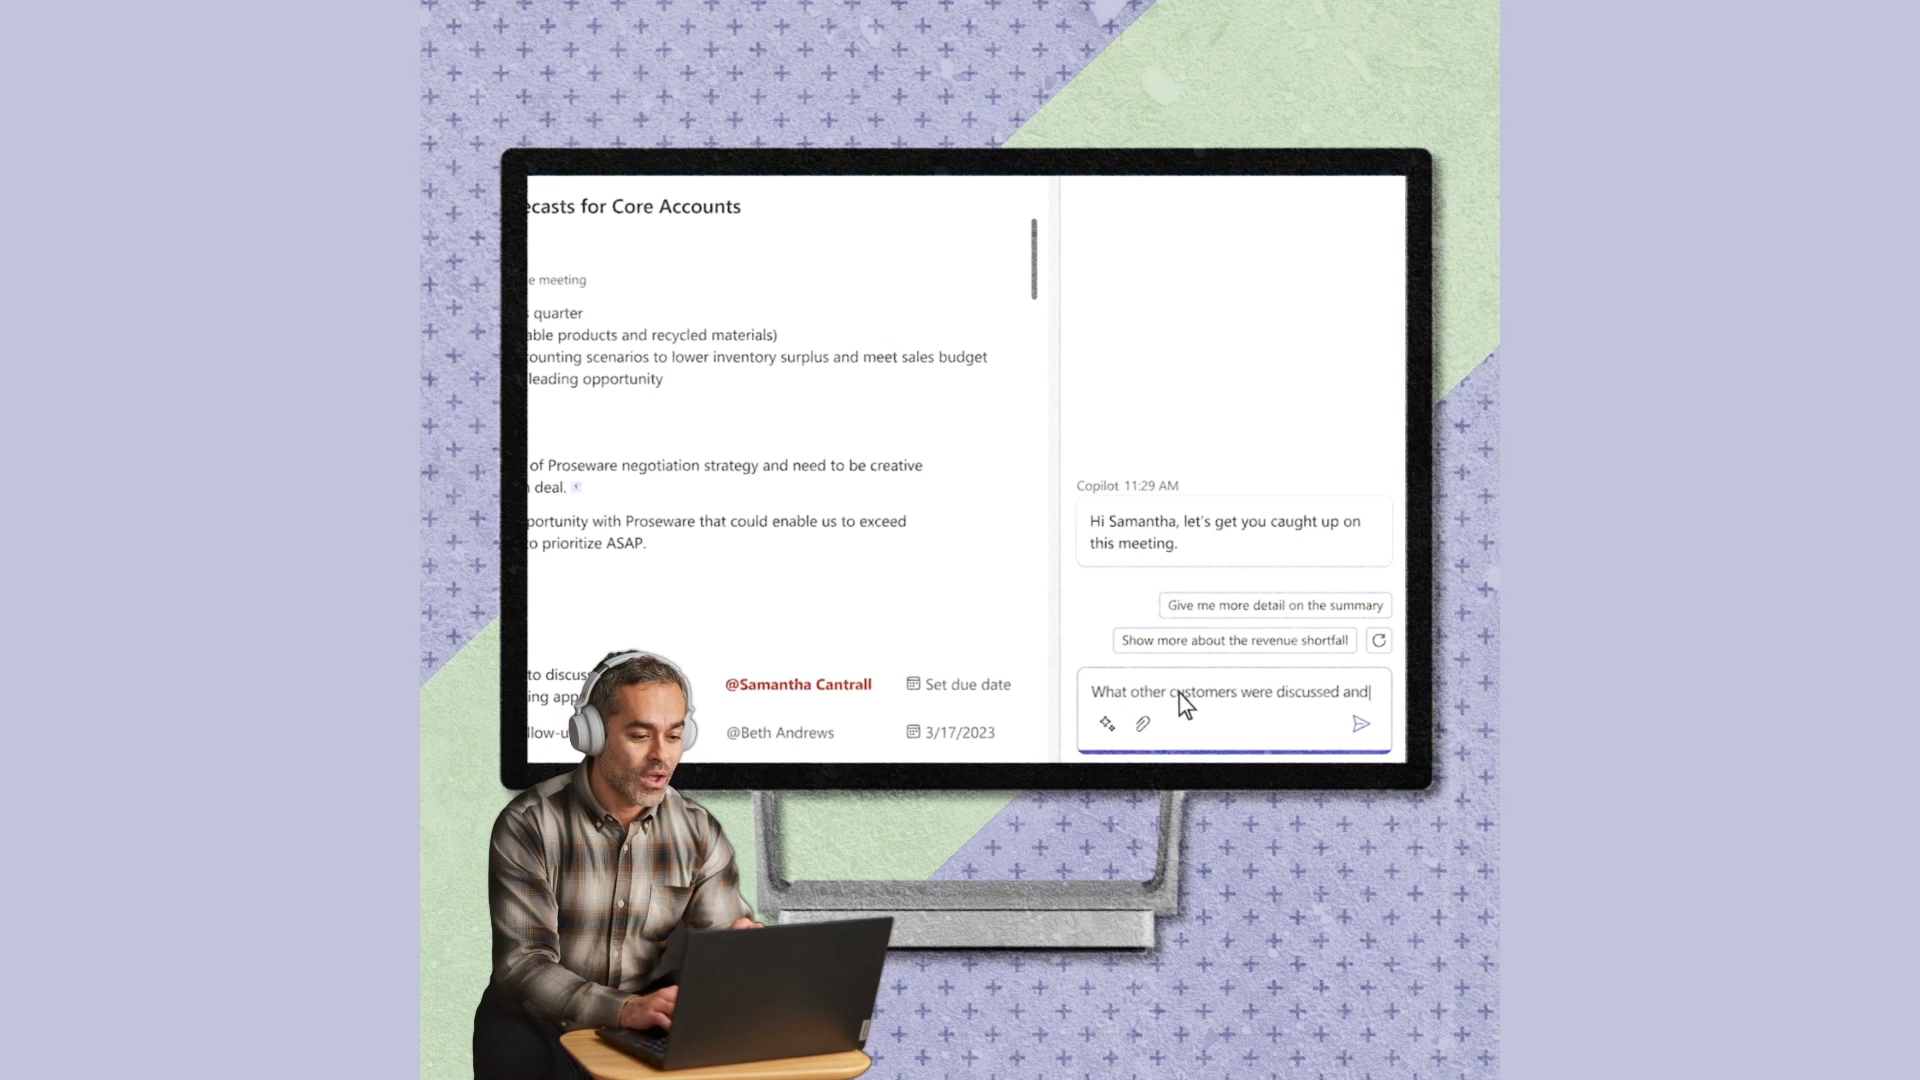 ecasts for Core Accounts
e meeting
quarter
able products and recycled materials)
counting scenarios to lower inventory surplus and meet sales budget
leading opportunity
of Proseware negotiation strategy and need to be creative
deal.
portunity with Proseware that could enable us to exceed
to prioritize ASAP.
to discus
@Samantha Cantrall
Set due date
ing app
low-u
@Beth Andrews
3/17/2023
Copilot 11:29 AM
Hi Samantha, let's get you caught up on
this meeting.
Give me more detail on the summary
Show more about the revenue shortfall
What other customers were discussed and